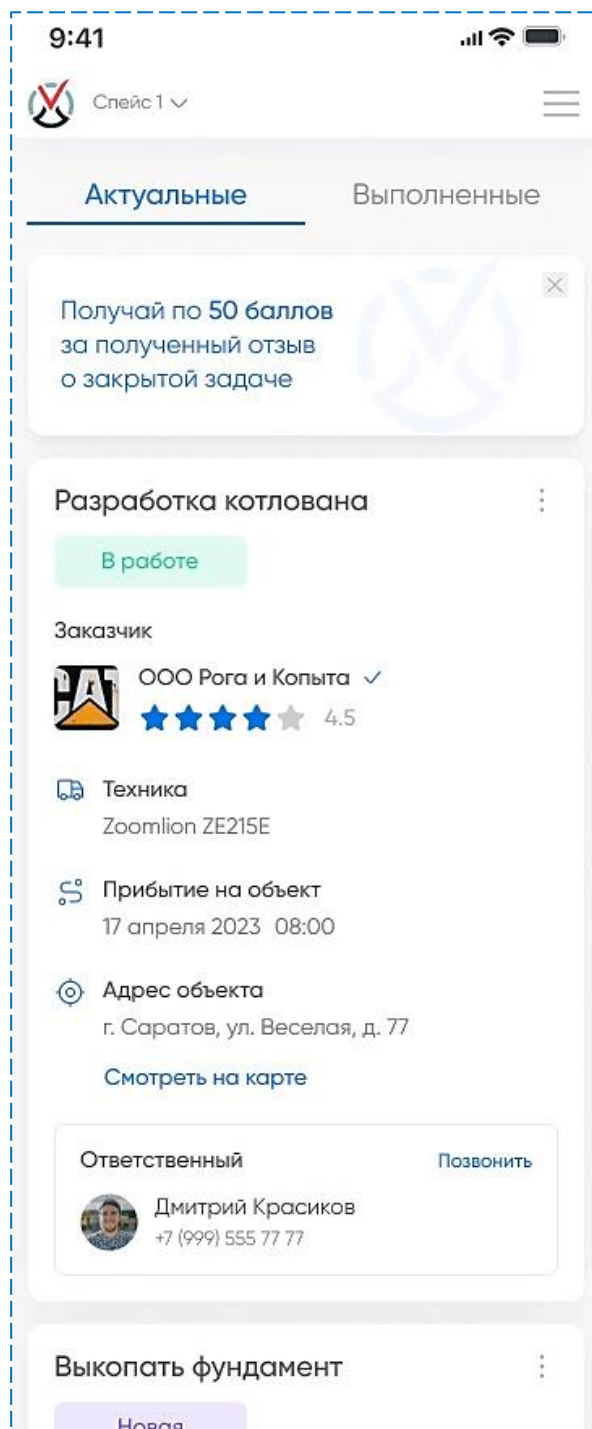 9:41
Спейс 1
Актуальные Выполненные
Получай по 50 баллов
за полученный отзыв
о закрытой задаче
Разработка котлована
В работе
Заказчик
CAT
ООО Рога и Копыта
4.5
Техника
Zoomlion ZE215E
Прибытие на объект
17 апреля 2023 08:00
Адрес объекта
г. Саратов, ул. Веселая, д. 77
Смотреть на карте
Ответственный Позвонить
Дмитрий Красиков
+7 (999) 555 77 77
Выкопать фундамент
Новая